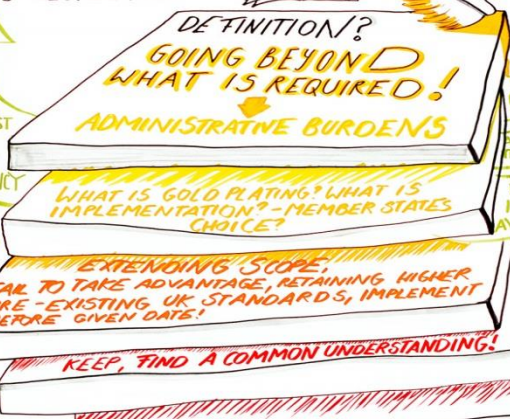 DEFINITION?
GOING BEYOND
WHAT IS REQUIRED!
ADMINISTRATIVE BURDENS
WHAT IS GOLD PLATING? WHAT IS
IMPLEMENTATION? - MEMBER STATES
CHOICE?
EXTENDING SCOPE,
TO TAKE ADVANTAGE, RETAINING HIGHER
-EXISTING UK STANDARDS, IMPLEMENT
GIVEN DATE!
KEEP, FIND A COMMON UNDERSTANDING!